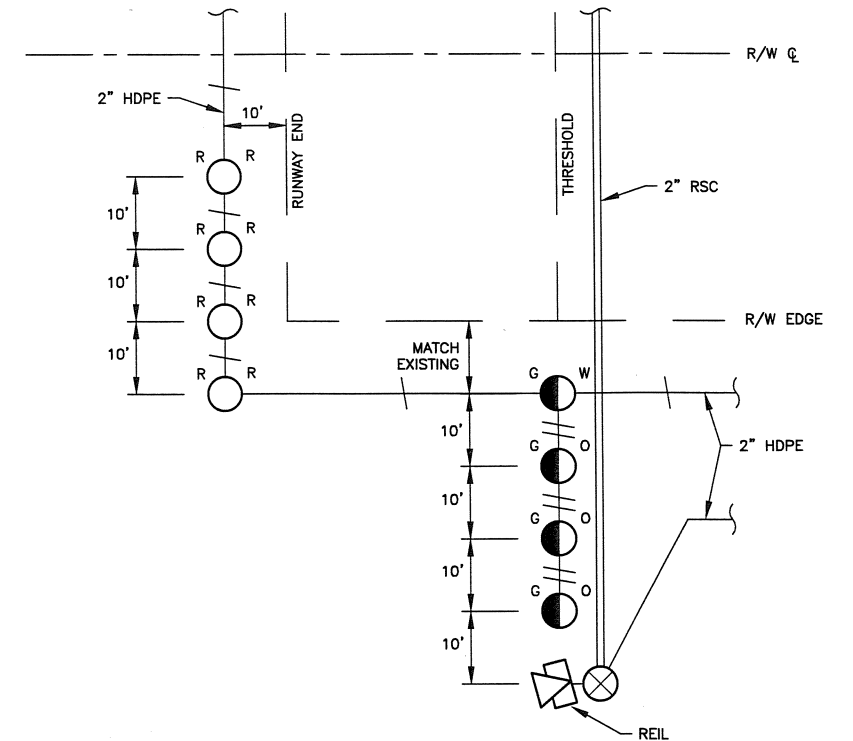 R/W ℄
2" HDPE
10'
RUNWAY END
THRESHOLD
R R
2" RSC
10'
R R
10'
R R
R/W EDGE
10'
MATCH
EXISTING
R R
G W
10'
2" HDPE
G O
10'
G O
10'
G O
10'
REIL